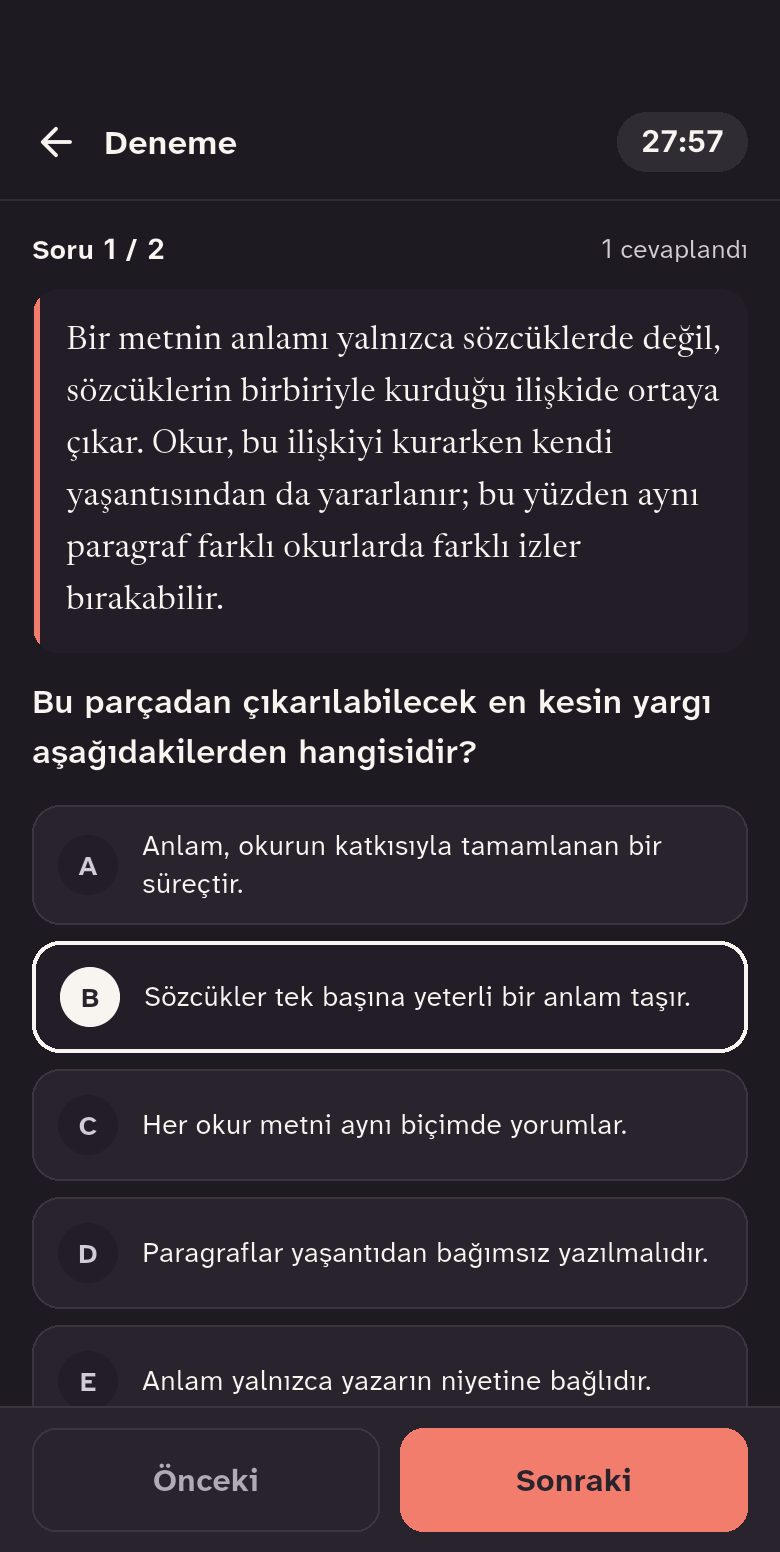 Deneme
27:57
Soru 1 / 2
1 cevaplandı
Bir metnin anlamı yalnızca sözcüklerde değil,
sözcüklerin birbiriyle kurduğu ilişkide ortaya
çıkar. Okur, bu ilişkiyi kurarken kendi
yaşantısından da yararlanır; bu yüzden aynı
paragraf farklı okurlarda farklı izler
bırakabilir.
Bu parçadan çıkarılabilecek en kesin yargı
aşağıdakilerden hangisidir?
A
Anlam, okurun katkısıyla tamamlanan bir
süreçtir.
B
Sözcükler tek başına yeterli bir anlam taşır.
C
Her okur metni aynı biçimde yorumlar.
D
Paragraflar yaşantıdan bağımsız yazılmalıdır.
E
Anlam yalnızca yazarın niyetine bağlıdır.
Önceki
Sonraki